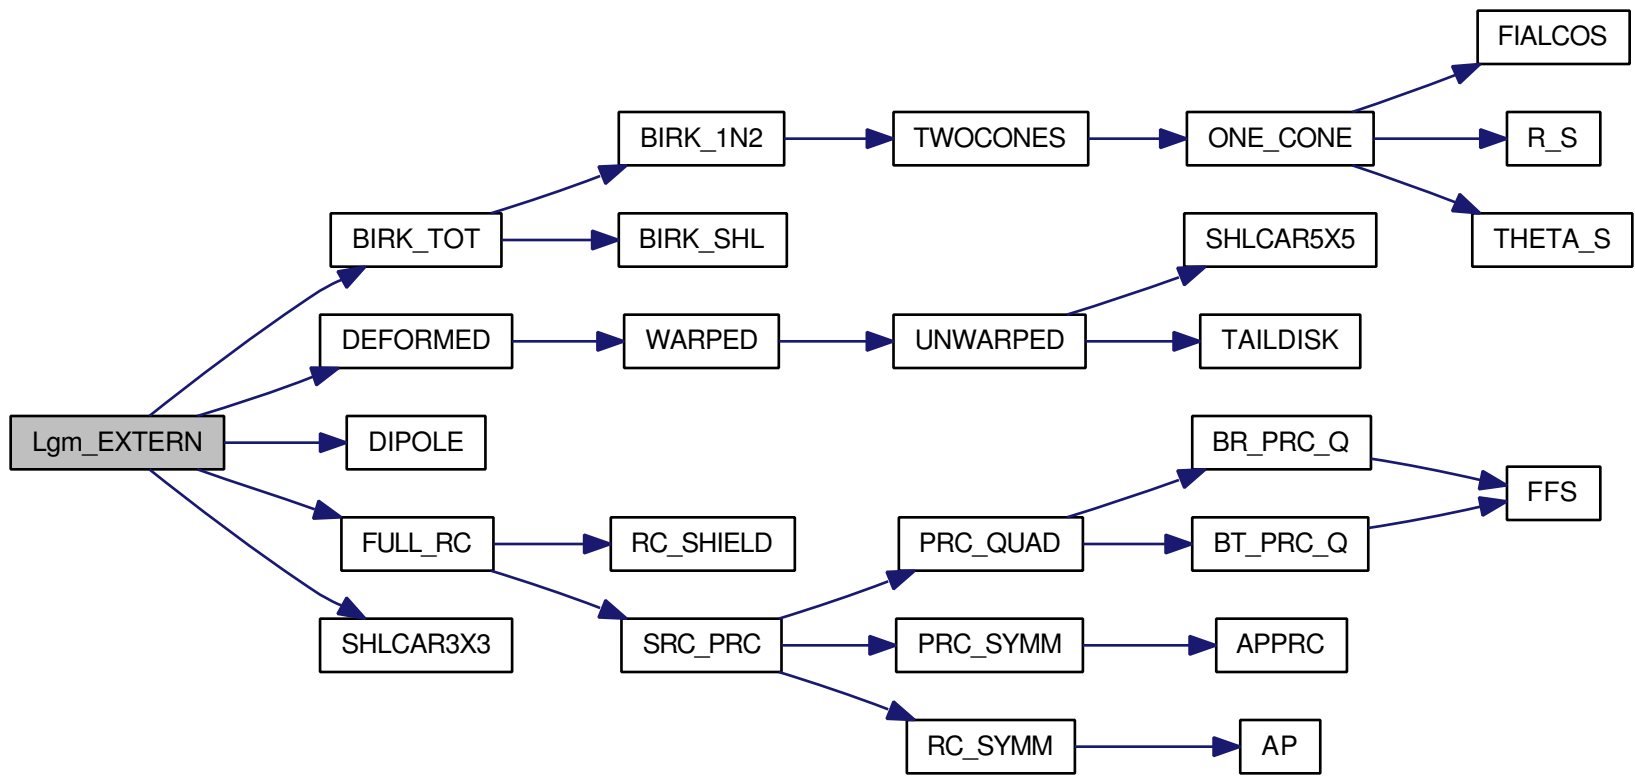 FIALCOS
BIRK_1N2
TWOCONES
ONE_CONE
R_S
BIRK_TOT
BIRK_SHL
SHLCAR5X5
THETA_S
DEFORMED
WARPED
UNWARPED
TAILDISK
Lgm_EXTERN
DIPOLE
BR_PRC_Q
FFS
FULL_RC
RC_SHIELD
PRC_QUAD
BT_PRC_Q
SHLCAR3X3
SRC_PRC
PRC_SYMM
APPRC
RC_SYMM
AP